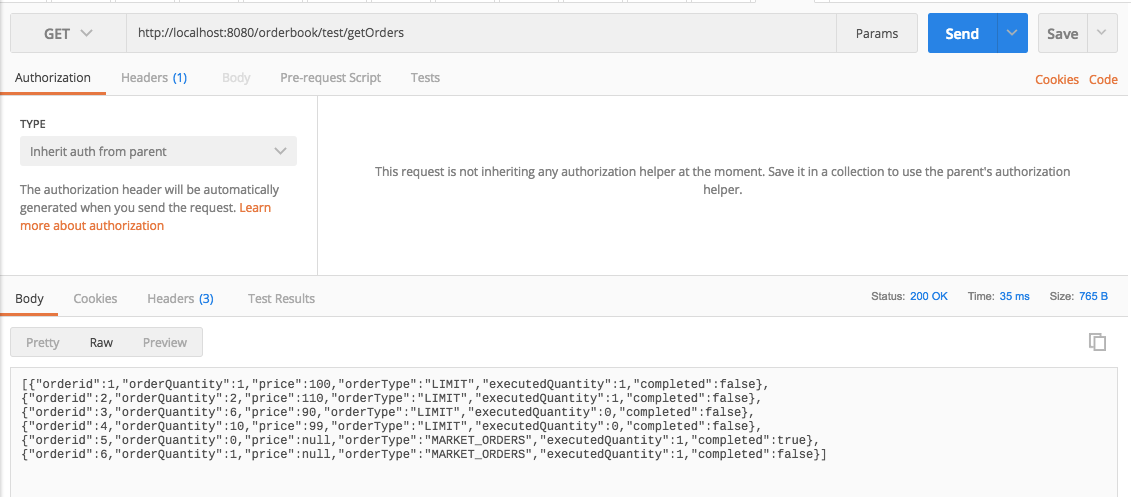 GET http://localhost:8080/orderbook/test/getOrders Params Send Save
Authorization Headers (1) Body Pre-request Script Tests Cookies Code
TYPE
Inherit auth from parent
The authorization header will be automatically
generated when you send the request. Learn
more about authorization
This request is not inheriting any authorization helper at the moment. Save it in a collection to use the parent's authorization
helper.
Body Cookies Headers (3) Test Results Status: 200 OK Time: 35 ms Size: 765 B
Pretty Raw Preview
[{"orderid":1,"orderQuantity":1,"price":100,"orderType":"LIMIT","executedQuantity":1,"completed":false},
{"orderid":2,"orderQuantity":2,"price":110,"orderType":"LIMIT","executedQuantity":1,"completed":false},
{"orderid":3,"orderQuantity":6,"price":90,"orderType":"LIMIT","executedQuantity":0,"completed":false},
{"orderid":4,"orderQuantity":10,"price":99,"orderType":"LIMIT","executedQuantity":0,"completed":false},
{"orderid":5,"orderQuantity":0,"price":null,"orderType":"MARKET_ORDERS","executedQuantity":1,"completed":true},
{"orderid":6,"orderQuantity":1,"price":null,"orderType":"MARKET_ORDERS","executedQuantity":1,"completed":false}]